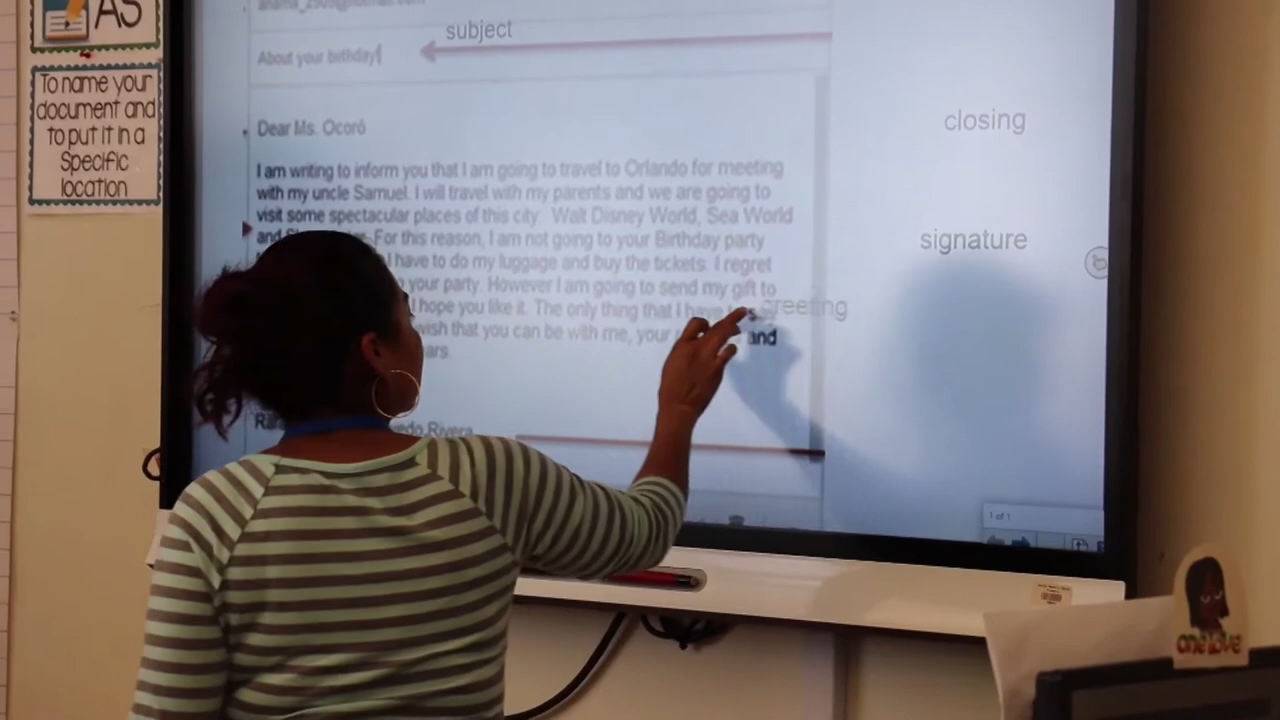 AS
To name your
document and
to put it in a
Specific
location
subject
About your birthday
closing
Dear Ms. Ocoró
I am writing to inform you that I am going to travel to Orlando for meeting
with my uncle Samuel. I will travel with my parents and we are going to
visit some spectacular places of this city: Walt Disney World, Sea World
and For this reason, I am not going to your Birthday party
signature
I have to do my luggage and buy the tickets. I regret
your party. However I am going to send my gift to
I hope you like it. The only thing that I have
greeting
wish that you can be with me, your and
Rivera
1 of 1
one love